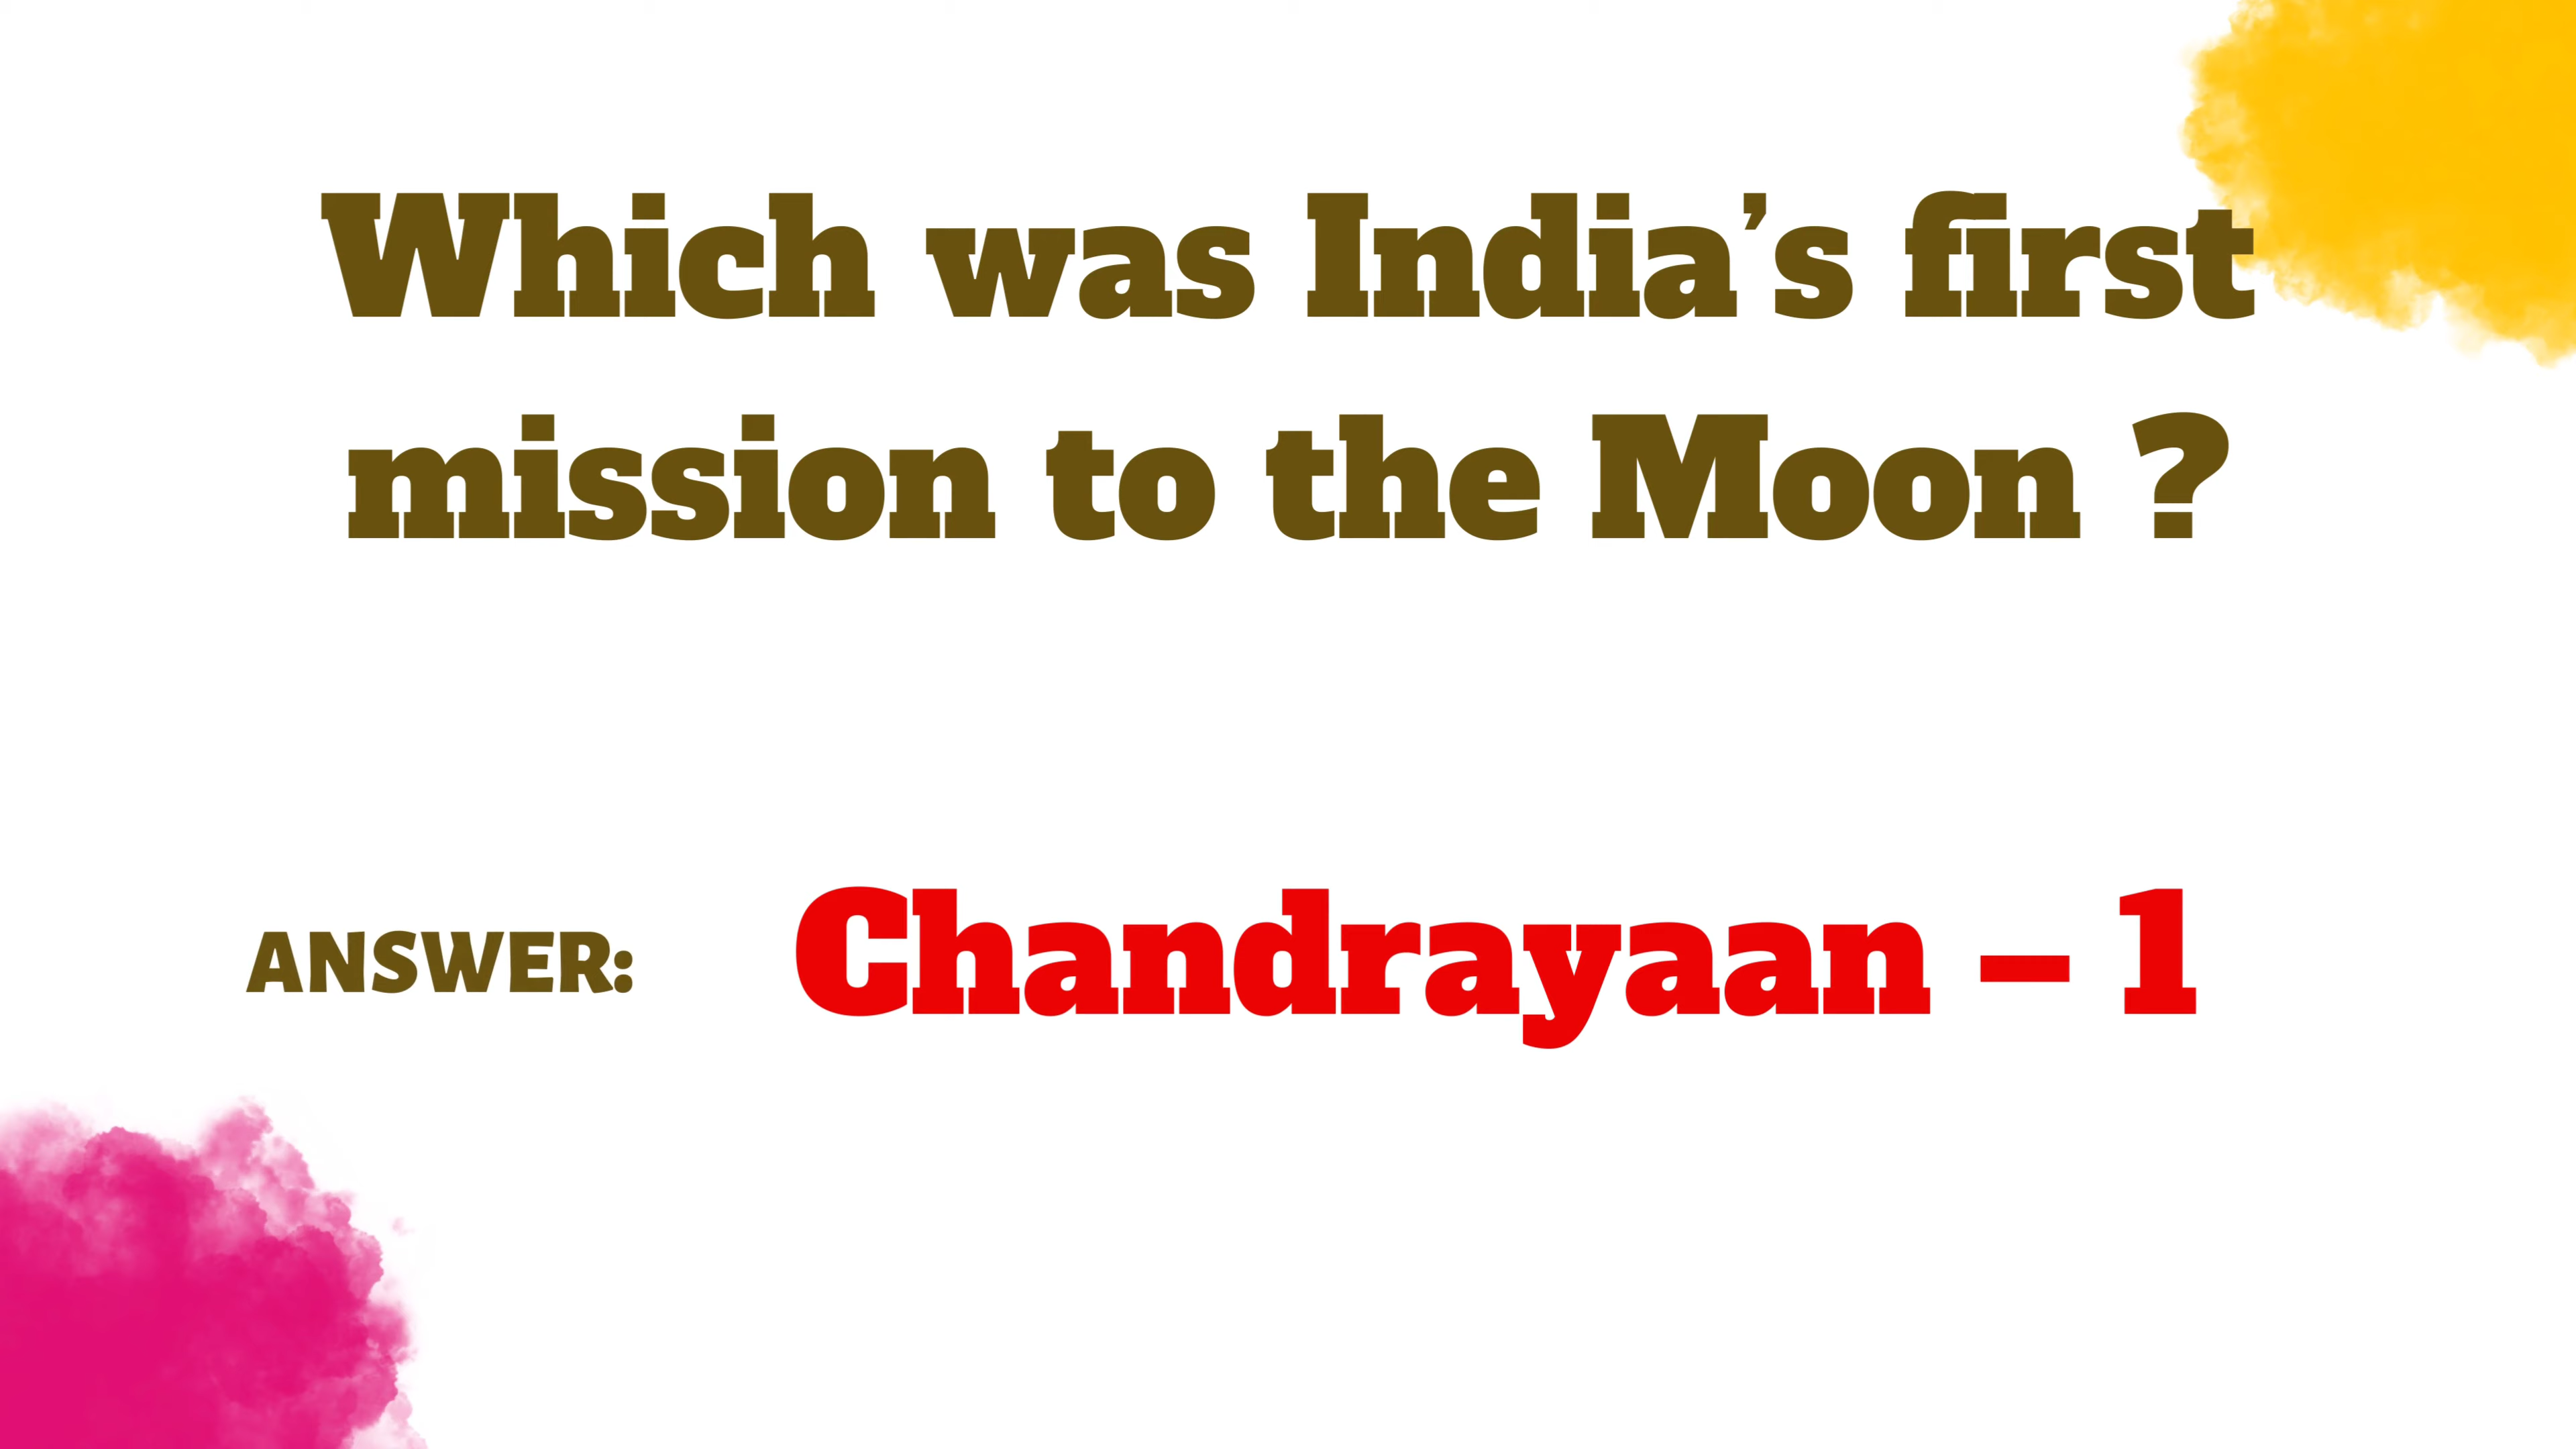 Which was India’s first
mission to the Moon ?
ANSWER: Chandrayaan – 1